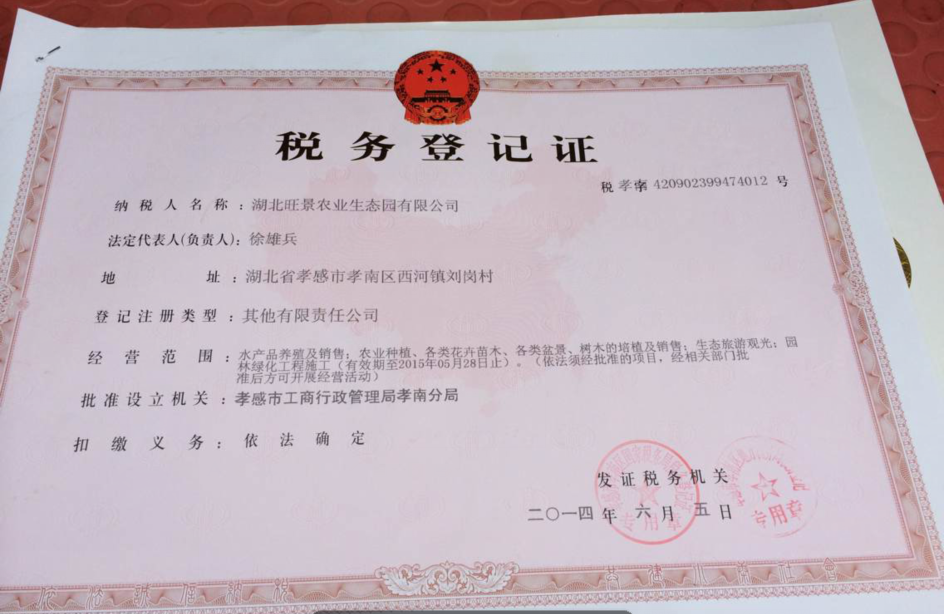 税务登记证
税 孝南字 420902399474012 号
纳税人名称：湖北旺景农业生态园有限公司
法定代表人(负责人)：徐雄兵
地址：湖北省孝感市孝南区西河镇刘岗村
登记注册类型：其他有限责任公司
经营范围：水产品养殖及销售；农业种植、各类花卉苗木、各类盆景、树木的培植及销售；生态旅游观光；园
林绿化工程施工（有效期至2015年05月28日止）。（依法须经批准的项目，经相关部门批
准后方可开展经营活动）
批准设立机关：孝感市工商行政管理局孝南分局
扣缴义务：依法确定
发证税务机关
二〇一四年 六 月 五 日
专用章
专用章